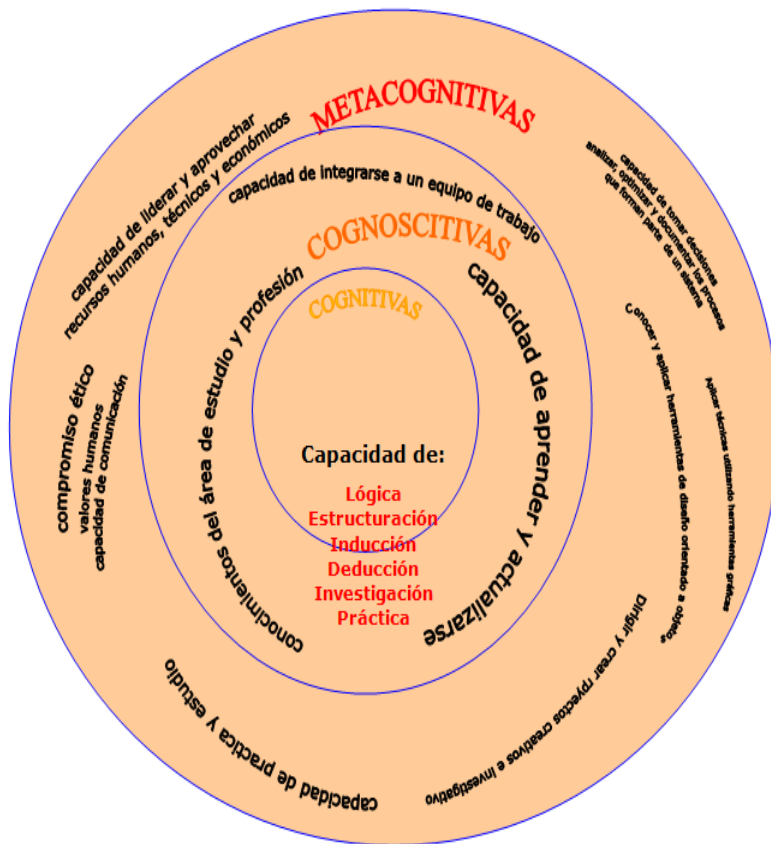 METACOGNITIVAS
capacidad de liderar y aprovechar
recursos humanos, técnicos y económicos
capacidad de tomar decisiones
analizar, optimizar y documentar los procesos
que forman parte de un sistema
capacidad de integrarse a un equipo de trabajo
COGNOSCITIVAS
conocimientos del área de estudio y profesión
capacidad de aprender y actualizarse
COGNITIVAS
Capacidad de:
Lógica
Estructuración
Inducción
Deducción
Investigación
Práctica
compromiso ético
valores humanos
capacidad de comunicación
Conocer y aplicar herramientas de diseño orientado a objetos
Aplicar técnicas utilizando herramientas gráficas
Dirigir y crear rpyectos creativos e investigativo
capacidad de practica y estudio